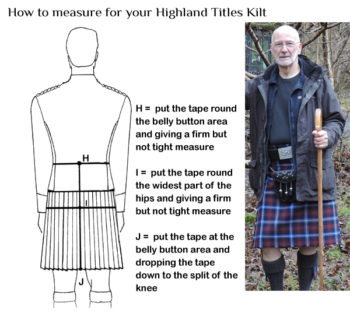 How to measure for your Highland Titles Kilt
H = put the tape round
the belly button area
and giving a firm but
not tight measure
H
I = put the tape round
the widest part of the
hips and giving a firm
but not tight measure
I
J = put the tape at the
belly button area and
dropping the tape
down to the split of the
knee
J